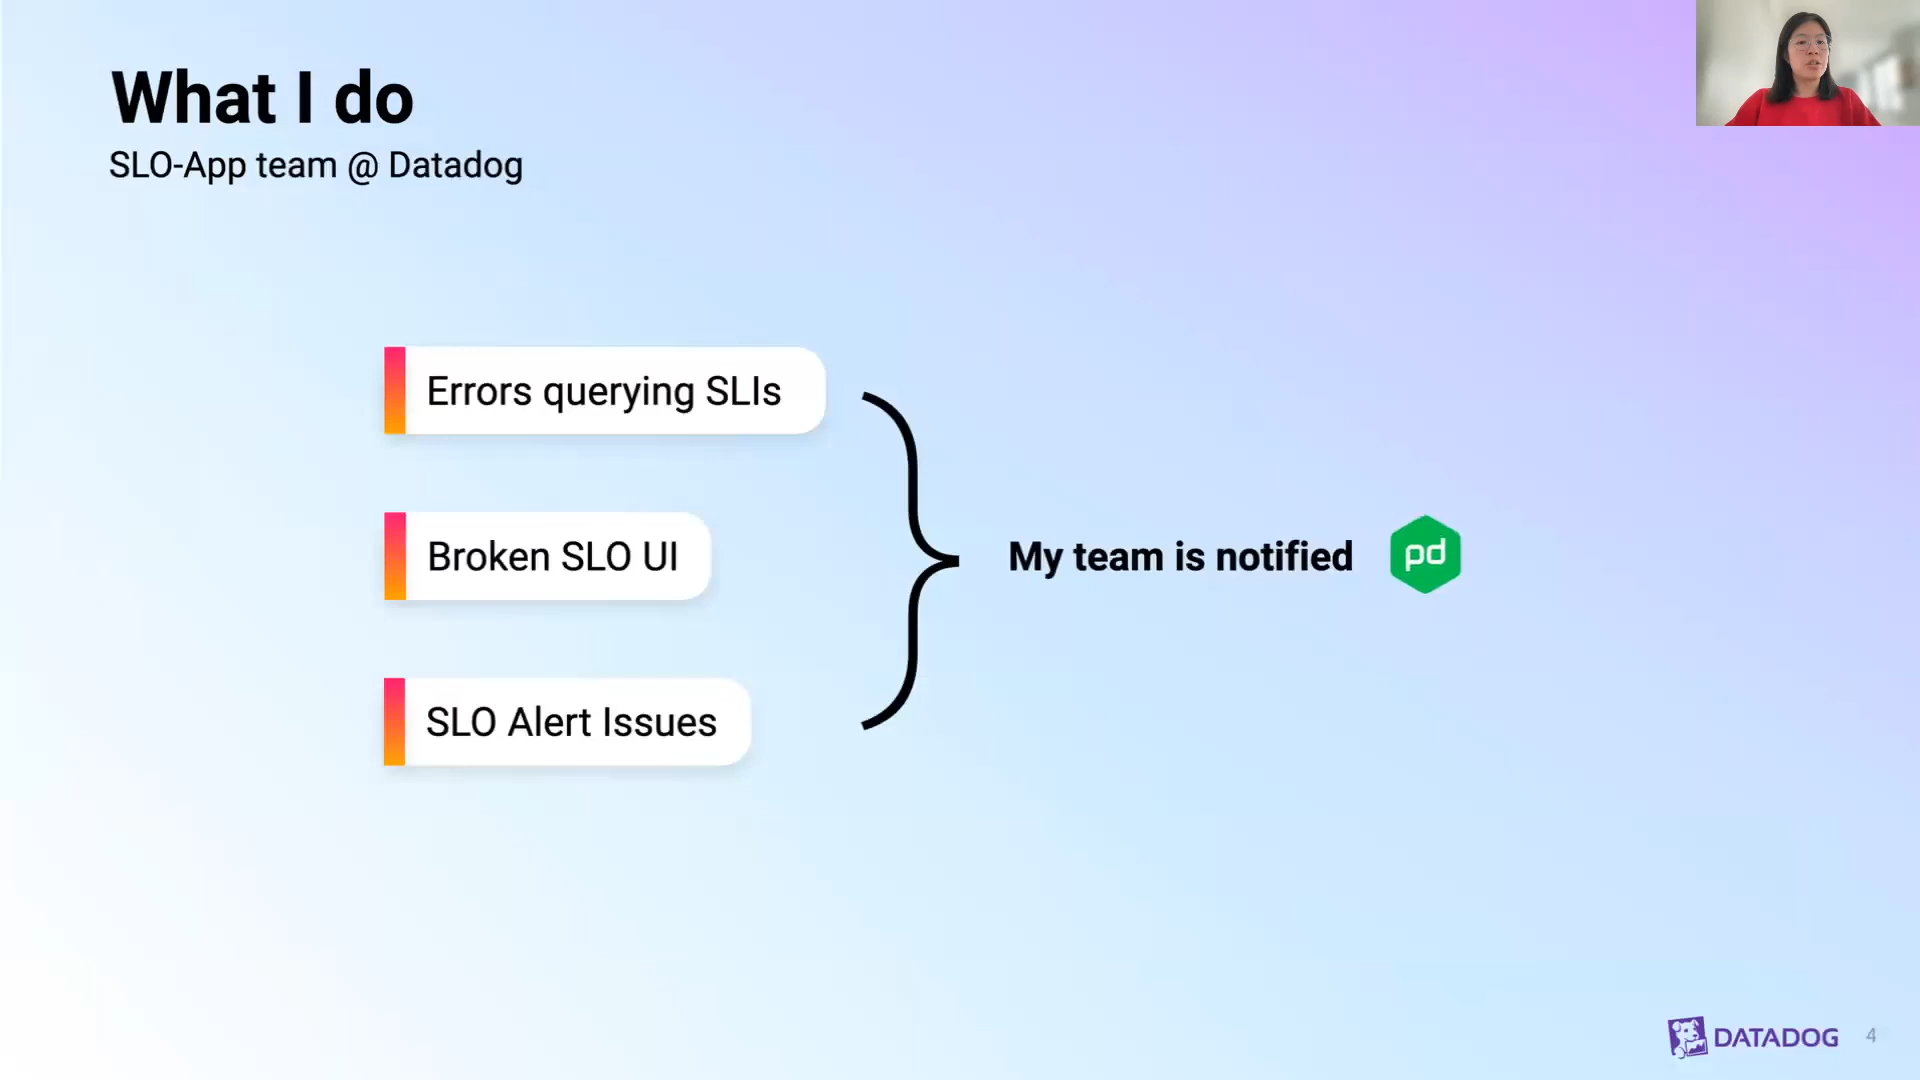 What I do
SLO-App team @ Datadog
Errors querying SLIs
Broken SLO UI
SLO Alert Issues
My team is notified
pd
DATADOG
4